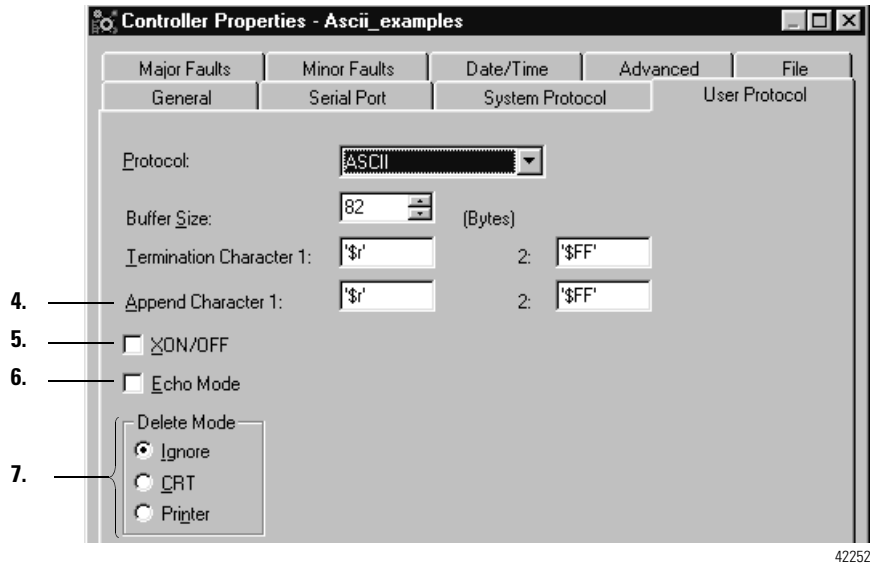 Controller Properties - Ascii_examples
Major Faults Minor Faults Date/Time Advanced File
General Serial Port System Protocol User Protocol
Protocol: ASCII
Buffer Size: 82 (Bytes)
Termination Character 1: '$r' 2: '$FF'
4. Append Character 1: '$r' 2: '$FF'
5. XON/OFF
6. Echo Mode
Delete Mode
Ignore
7. CRT
Printer
42252